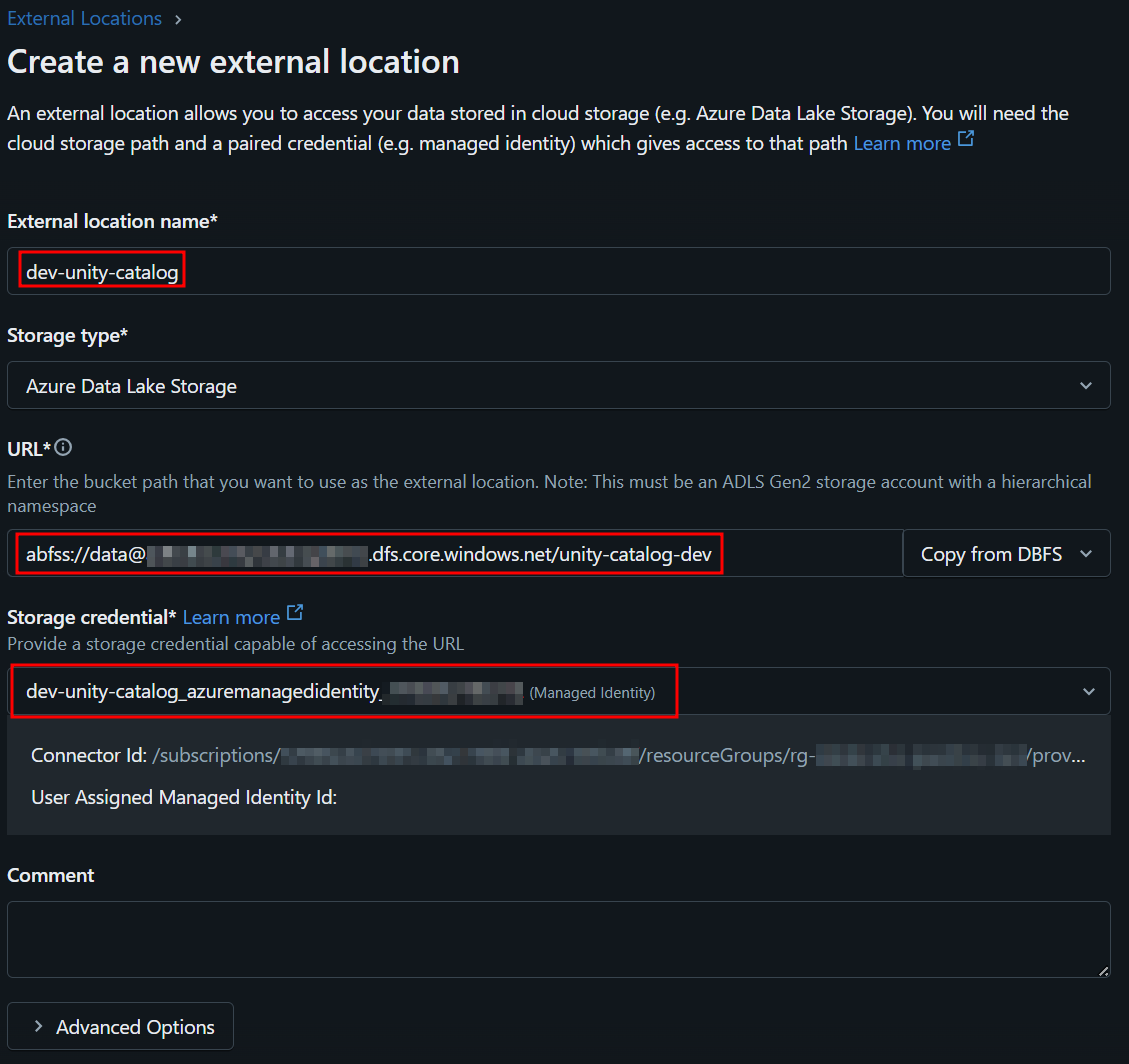 External Locations
Create a new external location
An external location allows you to access your data stored in cloud storage (e.g. Azure Data Lake Storage). You will need the
cloud storage path and a paired credential (e.g. managed identity) which gives access to that path Learn more
External location name*
dev-unity-catalog
Storage type*
Azure Data Lake Storage
URL*
Enter the bucket path that you want to use as the external location. Note: This must be an ADLS Gen2 storage account with a hierarchical
namespace
abfss://data@ .dfs.core.windows.net/unity-catalog-dev Copy from DBFS
Storage credential* Learn more
Provide a storage credential capable of accessing the URL
dev-unity-catalog_azuremanagedidentity_ (Managed Identity)
Connector Id: /subscriptions/ /resourceGroups/rg- /prov...
User Assigned Managed Identity Id:
Comment
Advanced Options